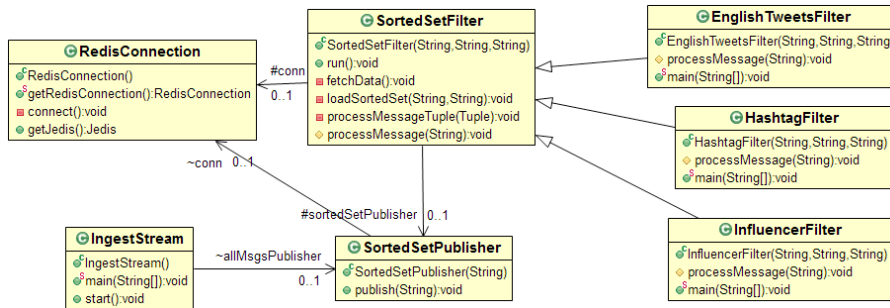 SortedSetFilter
SortedSetFilter(String,String,String)
run():void
fetchData():void
loadSortedSet(String,String):void
processMessageTuple(Tuple):void
processMessage(String):void
EnglishTweetsFilter
EnglishTweetsFilter(String,String,String)
processMessage(String):void
main(String[]):void
RedisConnection
RedisConnection()
getRedisConnection():RedisConnection
connect():void
getJedis():Jedis
#conn
0..1
HashtagFilter
HashtagFilter(String,String,String)
processMessage(String):void
main(String[]):void
~conn
0..1
#sortedSetPublisher
0..1
IngestStream
IngestStream()
main(String[]):void
start():void
~allMsgsPublisher
0..1
SortedSetPublisher
SortedSetPublisher(String)
publish(String):void
InfluencerFilter
InfluencerFilter(String,String,String)
processMessage(String):void
main(String[]):void